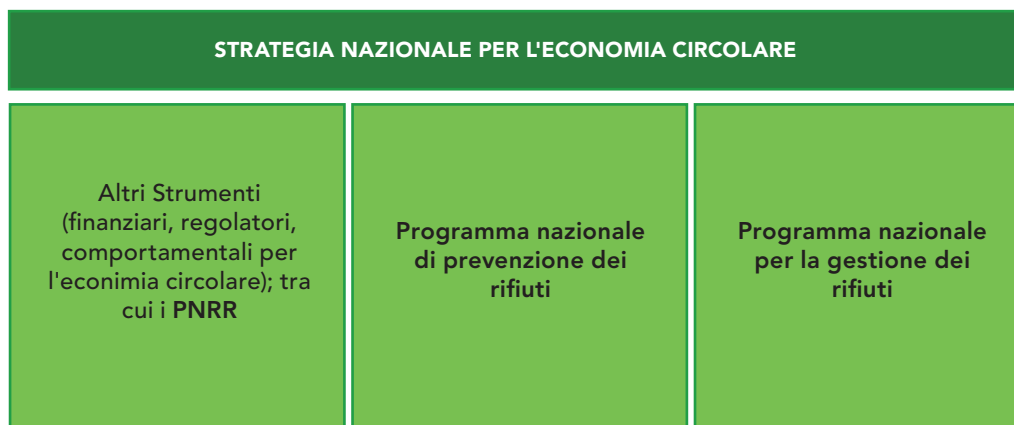 STRATEGIA NAZIONALE PER L'ECONOMIA CIRCOLARE
Altri Strumenti
(finanziari, regolatori,
comportamentali per
l'econimia circolare); tra
cui i PNRR
Programma nazionale
di prevenzione dei
rifiuti
Programma nazionale
per la gestione dei
rifiuti